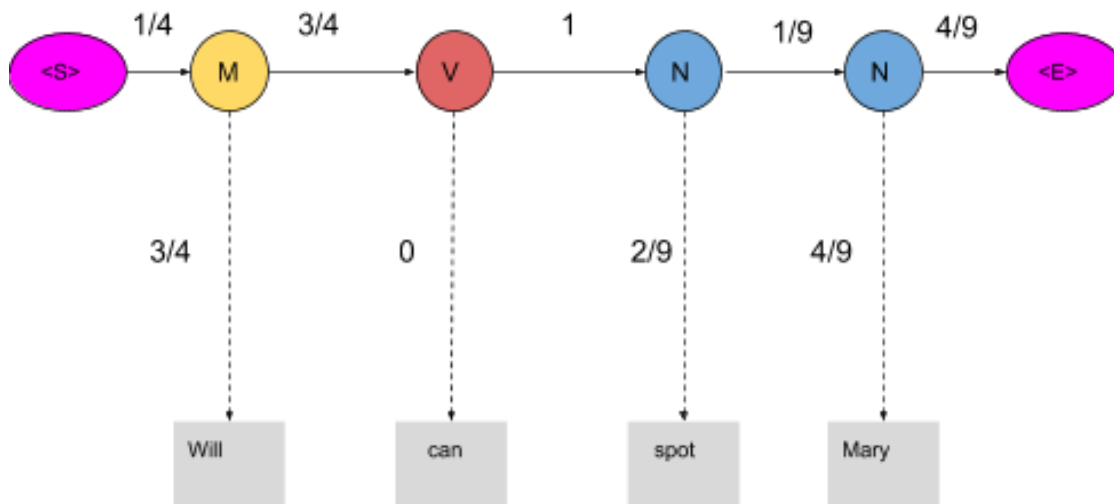 1/4 3/4 1 1/9 4/9
<S> M V N N <E>
3/4 0 2/9 4/9
Will can spot Mary